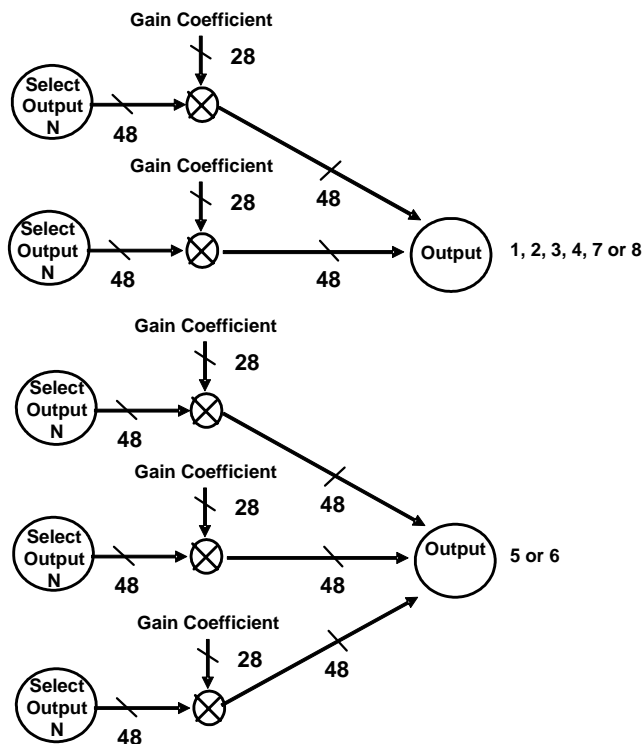 Gain Coefficient
28
Select
Output
N
48
48
Gain Coefficient
28
Select
Output
N
48
48
Output
1, 2, 3, 4, 7 or 8
Gain Coefficient
28
Select
Output
N
48
48
Gain Coefficient
28
Select
Output
N
48
48
Output
5 or 6
Gain Coefficient
28
48
Select
Output
N
48